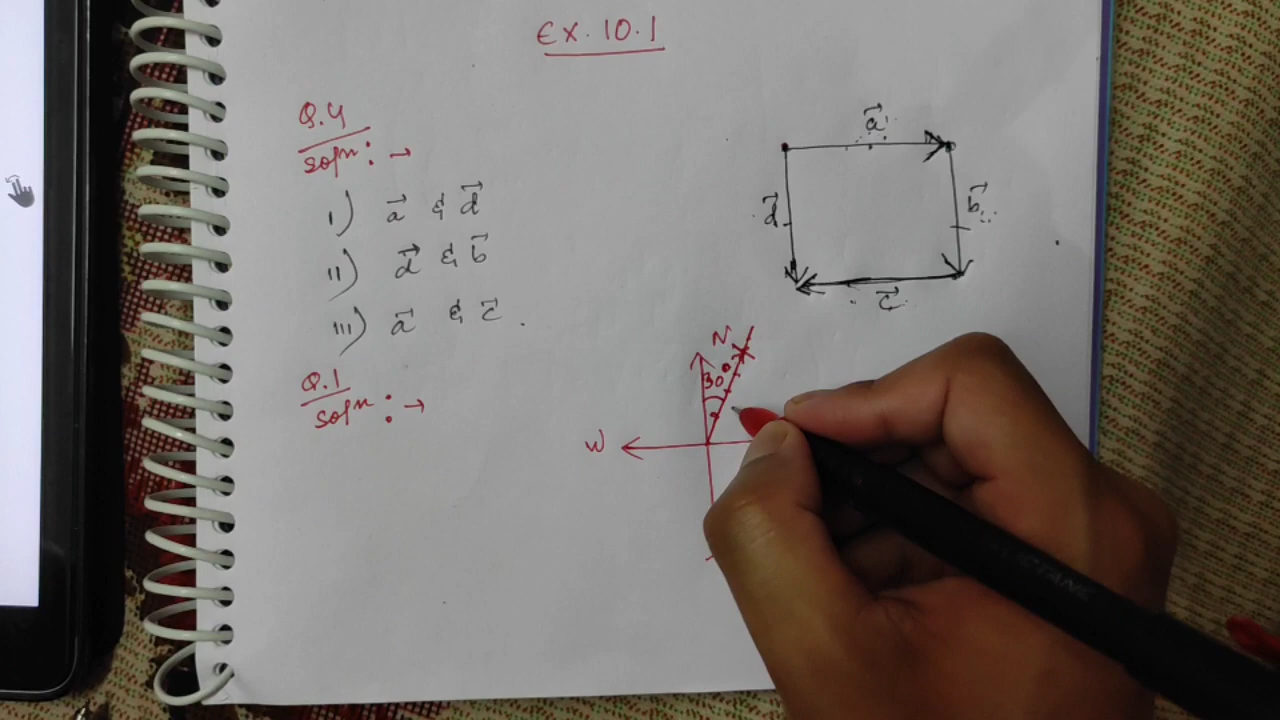 Ex. 10.1
Q.4
Soln : →
I) a⃗ & d⃗
II) d⃗ & b⃗
III) a⃗ & c⃗ .
a⃗
d⃗
b⃗
c⃗
Q.1
Soln : →
N
30°
W